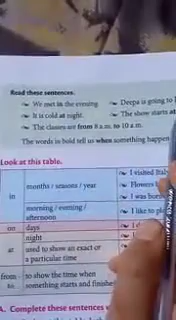 Read these sentences.
We meet in the evening. Deepa is going to
It is cold at night. The show starts at
The classes are from 8 a.m. to 10 a.m.
The words in bold tell us when something happen
Look at this table.
in months / seasons / year I visited Italy
Flowers
I was born
morning / evening / afternoon I like to pl
on days
at night
used to show an exact or a particular time
from - to to show the time when something starts and finishes
A. Complete these sentences